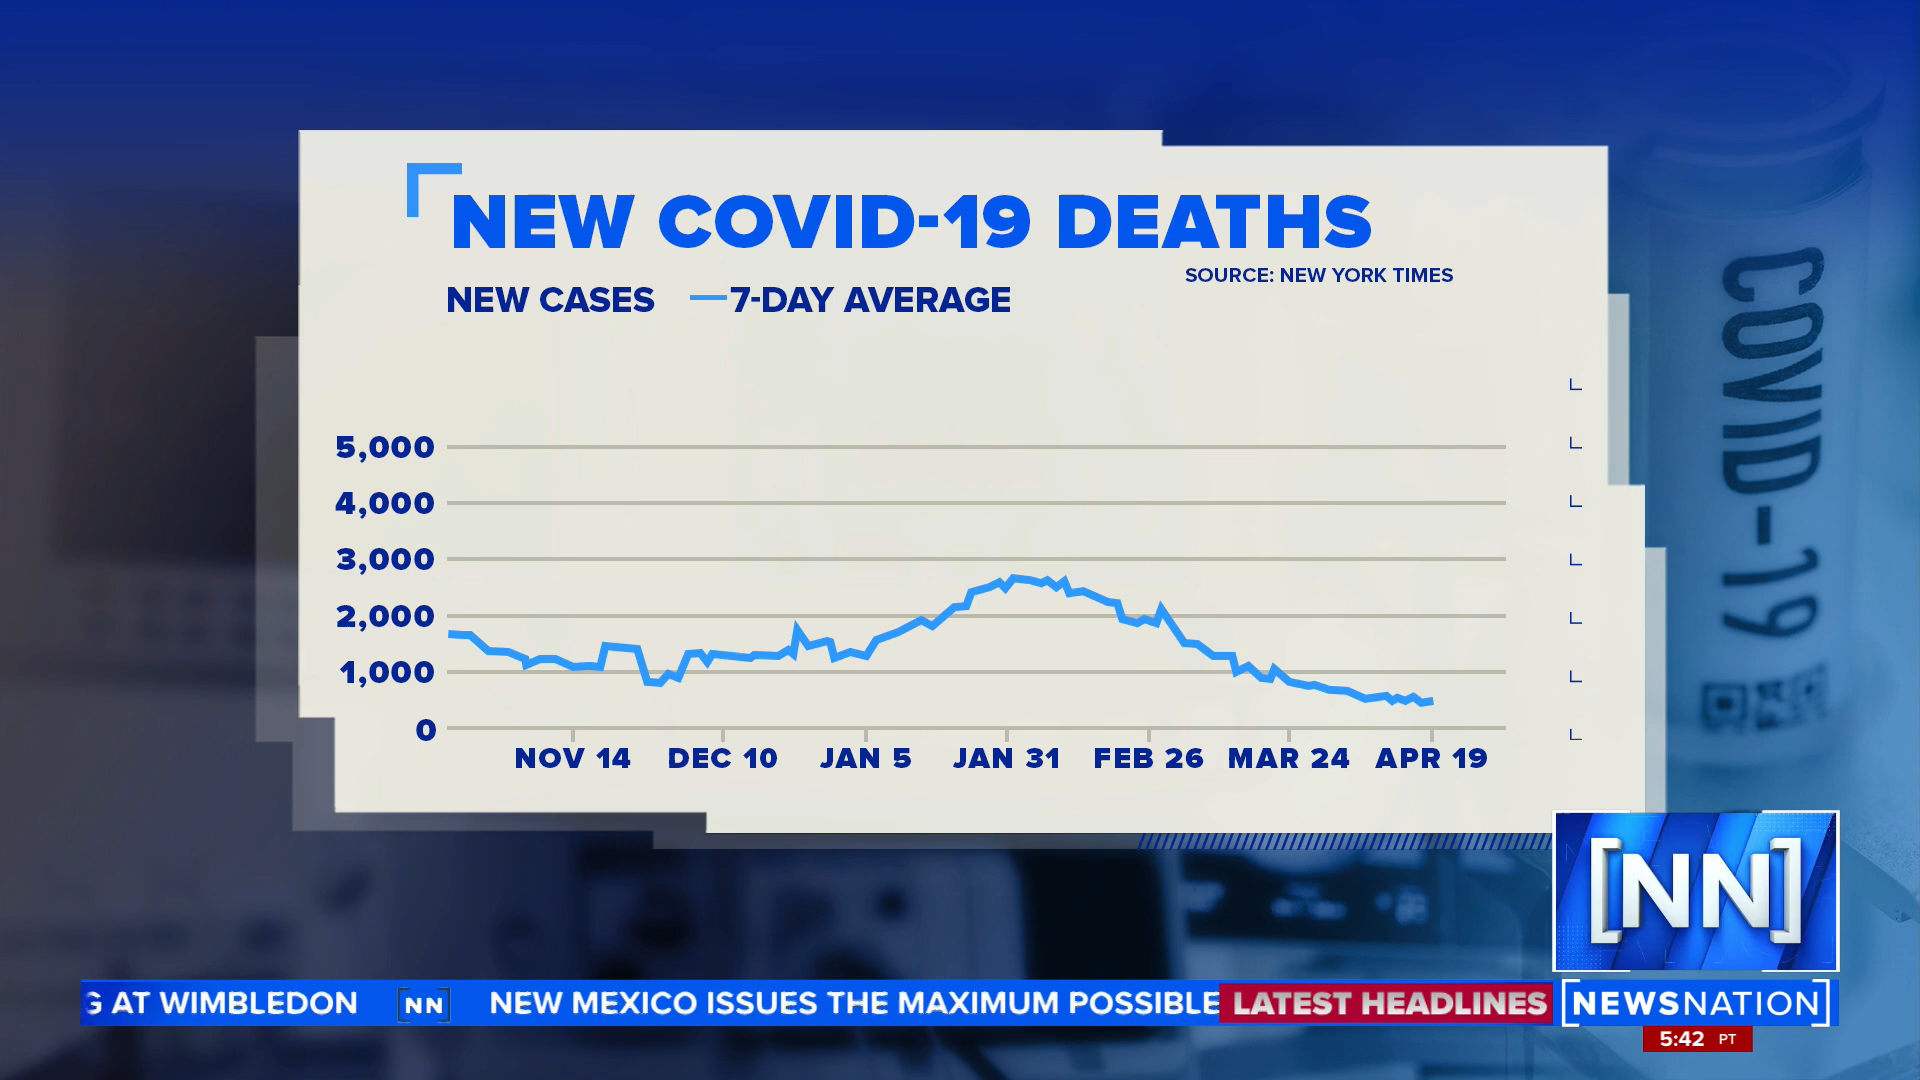 NEW COVID-19 DEATHS
SOURCE: NEW YORK TIMES
NEW CASES 7-DAY AVERAGE
5,000
4,000
3,000
2,000
1,000
0
NOV 14 DEC 10 JAN 5 JAN 31 FEB 26 MAR 24 APR 19
COVID-19
[NN]
G AT WIMBLEDON [NN] NEW MEXICO ISSUES THE MAXIMUM POSSIBLE
LATEST HEADLINES
[NEWSNATION]
5:42 PT